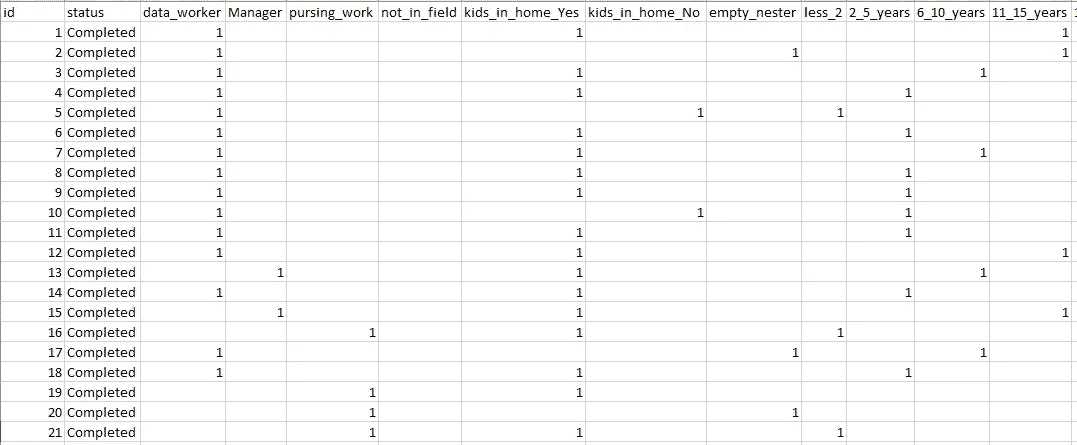 id status data_worker Manager pursing_work not_in_field kids_in_home_Yes kids_in_home_No empty_nester less_2 2_5_years 6_10_years 11_15_years
1 Completed 1 1 1
2 Completed 1 1 1
3 Completed 1 1 1
4 Completed 1 1 1
5 Completed 1 1 1
6 Completed 1 1 1
7 Completed 1 1 1
8 Completed 1 1 1
9 Completed 1 1 1
10 Completed 1 1 1
11 Completed 1 1 1
12 Completed 1 1 1
13 Completed 1 1 1
14 Completed 1 1 1
15 Completed 1 1 1
16 Completed 1 1 1
17 Completed 1 1 1
18 Completed 1 1 1
19 Completed 1 1
20 Completed 1 1
21 Completed 1 1 1